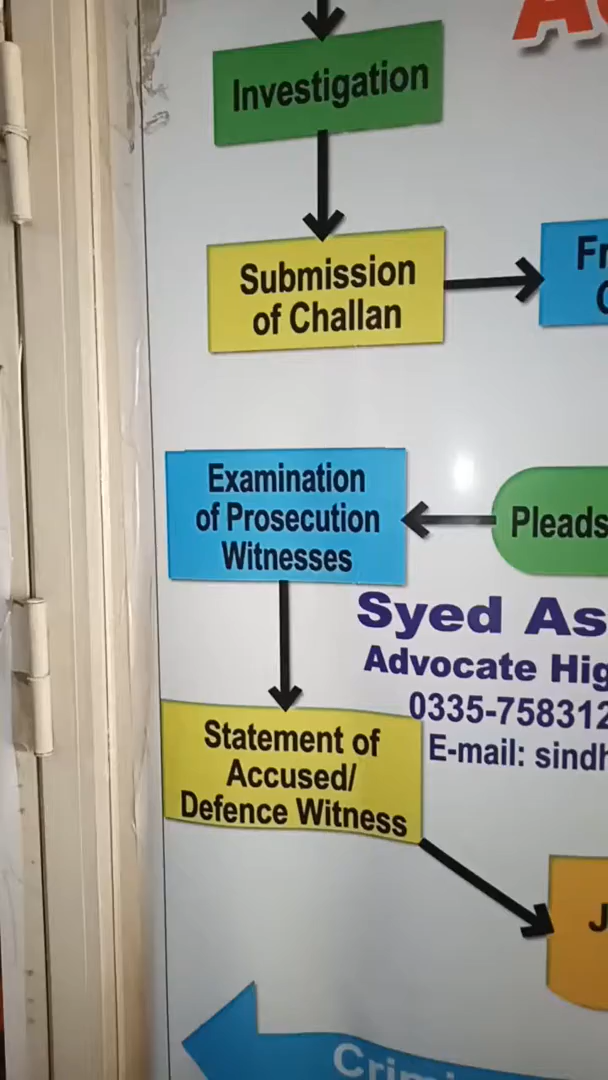 Investigation
Submission
of Challan
Examination
of Prosecution
Witnesses
Pleads
Syed As
Advocate Hig
0335-758312
E-mail: sindh
Statement of
Accused/
Defence Witness
J
Crimi